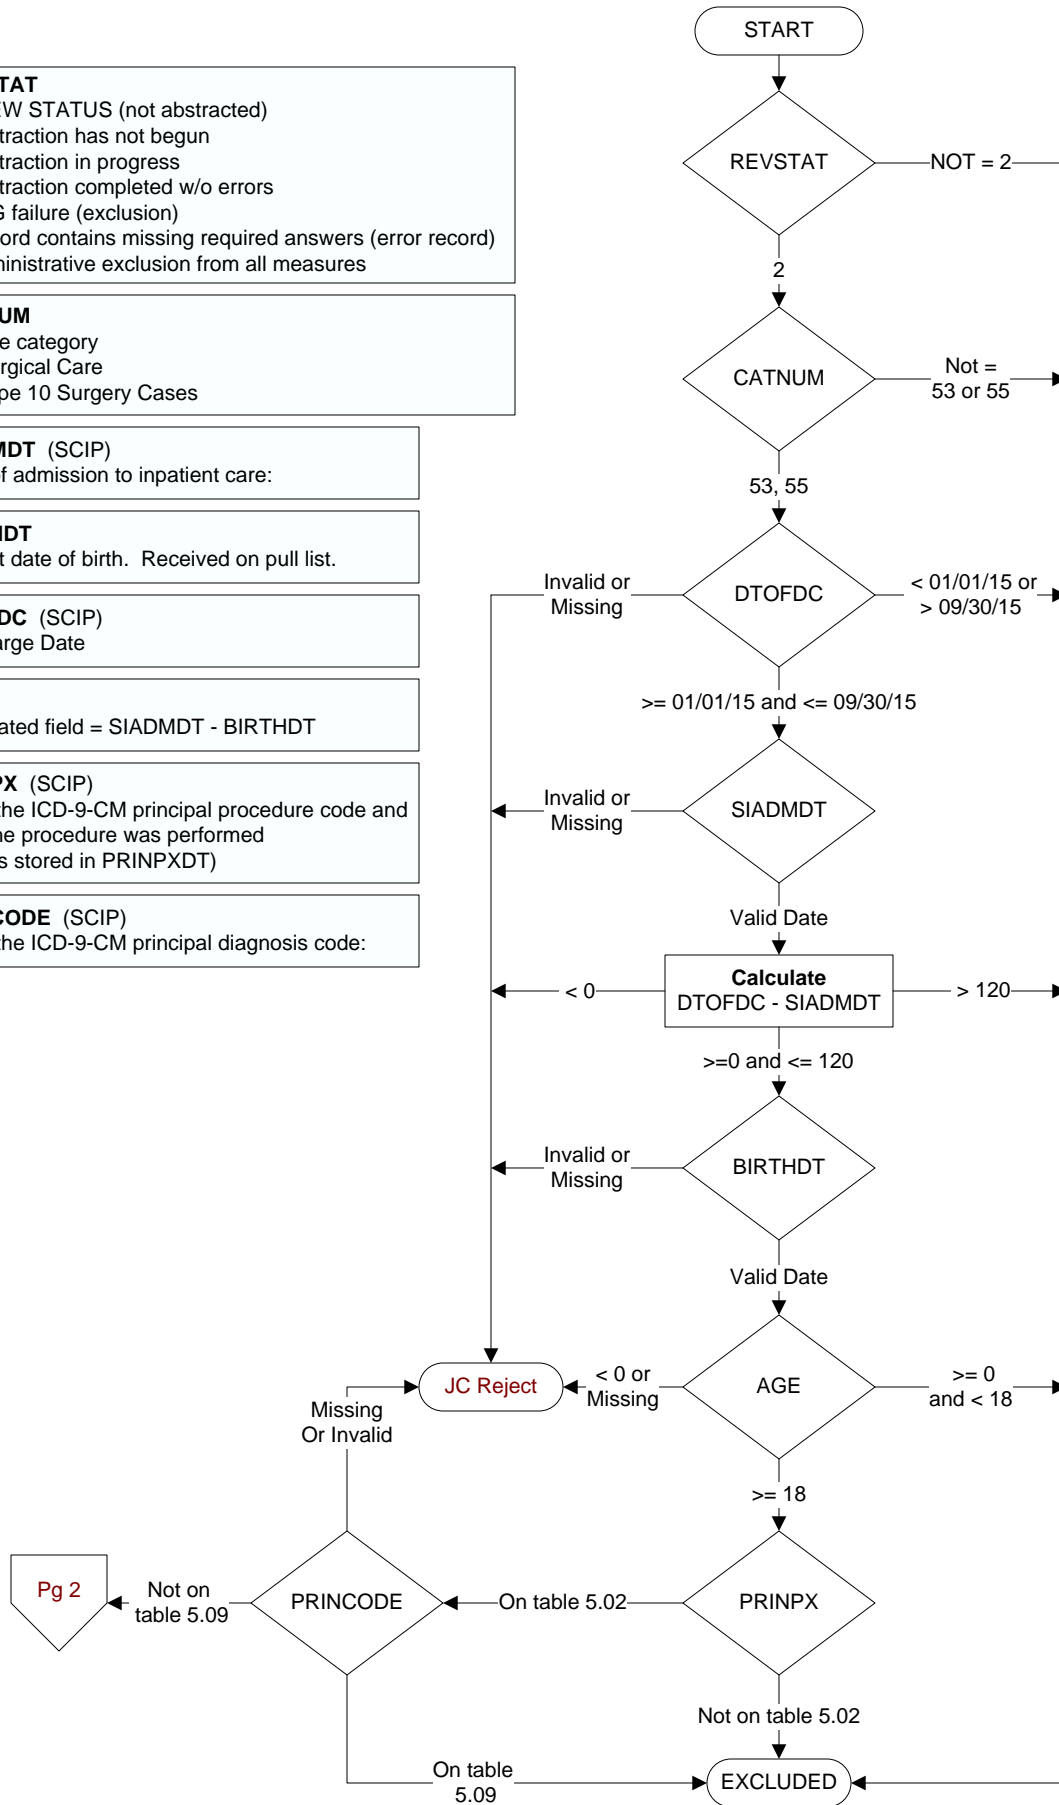 START
TAT
EW STATUS (not abstracted)
traction has not begun
traction in progress
traction completed w/o errors
G failure (exclusion)
ord contains missing required answers (error record)
ministrative exclusion from all measures
REVSTAT
NOT = 2
2
UM
e category
rgical Care
pe 10 Surgery Cases
CATNUM
Not =
53 or 55
53, 55
MDT (SCIP)
f admission to inpatient care:
HDT
t date of birth. Received on pull list.
DC (SCIP)
arge Date
Invalid or
Missing
DTOFDC
< 01/01/15 or
> 09/30/15
>= 01/01/15 and <= 09/30/15
ated field = SIADMDT - BIRTHDT
PX (SCIP)
the ICD-9-CM principal procedure code and
ne procedure was performed
s stored in PRINPXDT)
Invalid or
Missing
SIADMDT
Valid Date
CODE (SCIP)
the ICD-9-CM principal diagnosis code:
< 0
Calculate
DTOFDC - SIADMDT
> 120
>=0 and <= 120
Invalid or
Missing
BIRTHDT
Valid Date
JC Reject
< 0 or
Missing
AGE
>= 0
and < 18
Missing
Or Invalid
>= 18
Pg 2
Not on
table 5.09
PRINCODE
On table 5.02
PRINPX
Not on table 5.02
On table
5.09
EXCLUDED